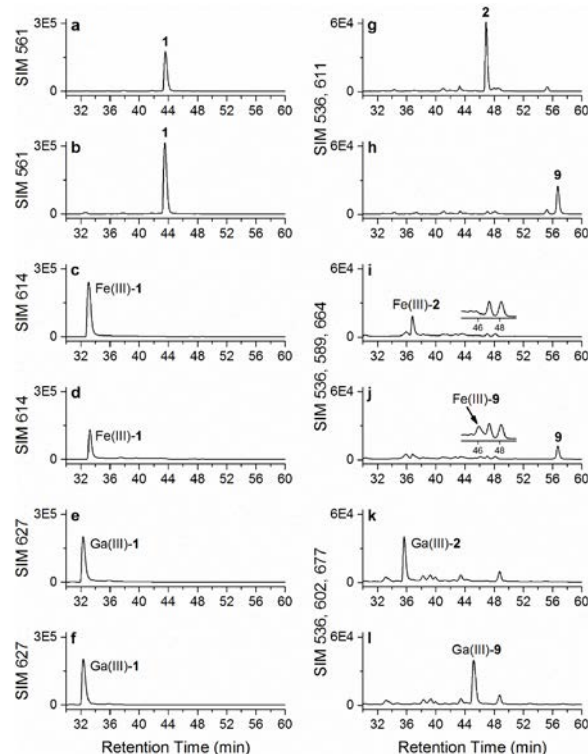 a
3E5
SIM 561
0
1
32 36 40 44 48 52 56 60
b
3E5
SIM 561
0
1
32 36 40 44 48 52 56 60
c
3E5
SIM 614
0
Fe(III)-1
32 36 40 44 48 52 56 60
d
3E5
SIM 614
0
Fe(III)-1
32 36 40 44 48 52 56 60
e
3E5
SIM 627
0
Ga(III)-1
32 36 40 44 48 52 56 60
f
3E5
SIM 627
0
Ga(III)-1
32 36 40 44 48 52 56 60
Retention Time (min)
g
6E4
SIM 536, 611
0
2
32 36 40 44 48 52 56 60
h
6E4
0
9
32 36 40 44 48 52 56 60
i
6E4
SIM 536, 589, 664
0
Fe(III)-2
46 48
32 36 40 44 48 52 56 60
j
6E4
0
Fe(III)-9
46 48
9
32 36 40 44 48 52 56 60
k
6E4
SIM 536, 602, 677
0
Ga(III)-2
32 36 40 44 48 52 56 60
l
6E4
0
Ga(III)-9
32 36 40 44 48 52 56 60
Retention Time (min)